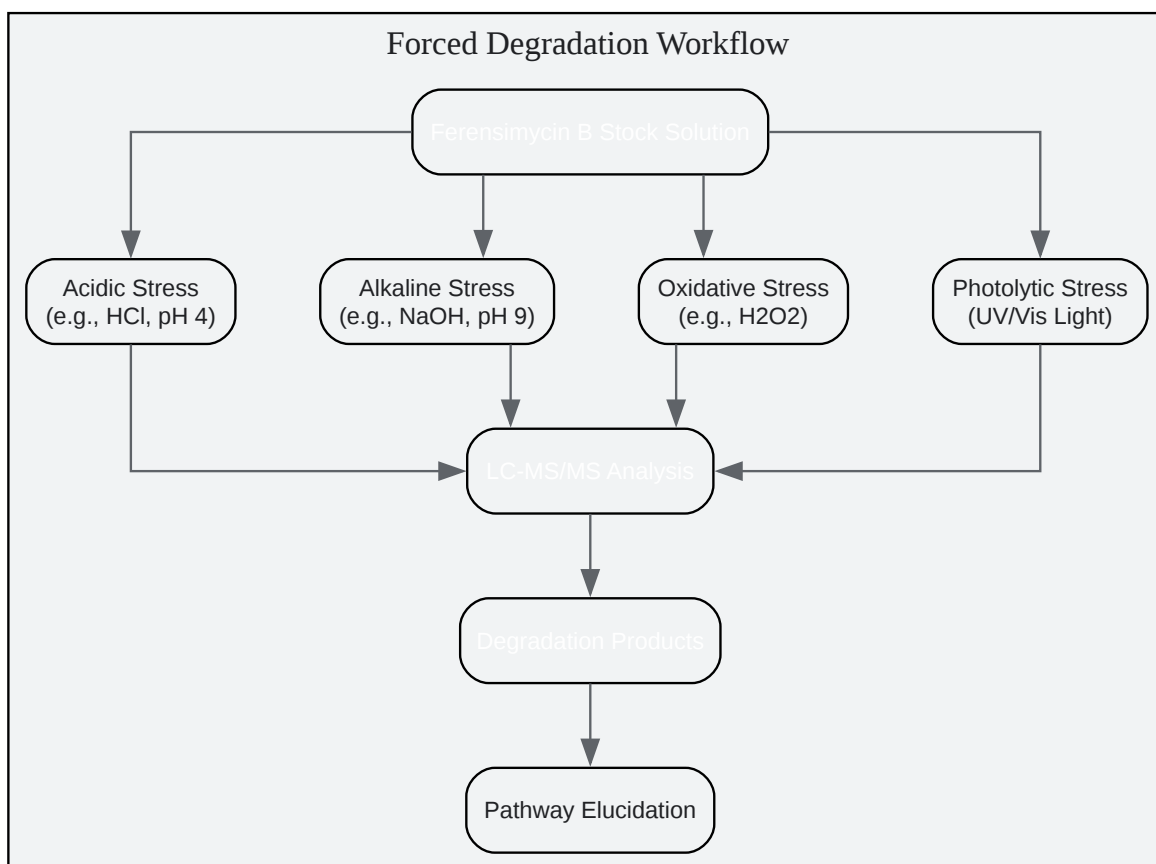 Forced Degradation Workflow
Ferensimycin B Stock Solution
Acidic Stress
(e.g., HCl, pH 4)
Alkaline Stress
(e.g., NaOH, pH 9)
Oxidative Stress
(e.g., H2O2)
Photolytic Stress
(UV/Vis Light)
LC-MS/MS Analysis
Degradation Products
Pathway Elucidation